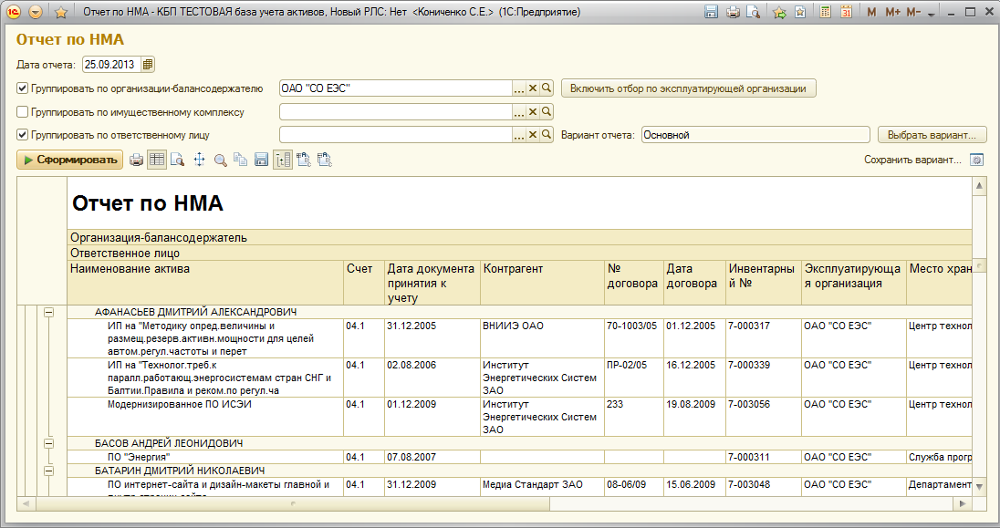 Отчет по НМА - КБП ТЕСТОВАЯ база учета активов, Новый РЛС: Нет <Кониченко С.Е.> (1С:Предприятие)
M M+ M-
Отчет по НМА
Дата отчета: 25.09.2013
Группировать по организации-балансодержателю ОАО "СО ЕЭС" ... Включить отбор по эксплуатирующей организации
Группировать по имущественному комплексу ...
Группировать по ответственному лицу ... Вариант отчета: Основной Выбрать вариант...
Сформировать Сохранить вариант...
Отчет по НМА
Организация-балансодержатель
Ответственное лицо
Наименование актива Счет Дата документа Контрагент № Дата Инвентарны Эксплуатирующа Место хран
принятия к договора договора й № я организация
учету
АФАНАСЬЕВ ДМИТРИЙ АЛЕКСАНДРОВИЧ
ИП на "Методику опред.величины и 04.1 31.12.2005 ВНИИЭ ОАО 70-1003/05 01.12.2005 7-000317 ОАО "СО ЕЭС" Центр технол
размещ.резерв.активн.мощности для целей
автом.регул.частоты и перет
ИП на "Технолог.треб.к 04.1 02.08.2006 Институт ПР-02/05 16.12.2005 7-000339 ОАО "СО ЕЭС" Центр технол
паралл.работающ.энергосистемам стран СНГ и Энергетических Систем
Балтии.Правила и реком.по регул.ча ЗАО
Модернизированное ПО ИСЭИ 04.1 01.12.2009 Институт 233 19.08.2009 7-003056 ОАО "СО ЕЭС" Центр технол
Энергетических Систем
ЗАО
БАСОВ АНДРЕЙ ЛЕОНИДОВИЧ
ПО "Энергия" 04.1 07.08.2007 7-000311 ОАО "СО ЕЭС" Служба прогр
БАТАРИН ДМИТРИЙ НИКОЛАЕВИЧ
ПО интернет-сайта и дизайн-макеты главной и 04.1 31.12.2009 Медиа Стандарт ЗАО 08-06/09 15.06.2009 7-003048 ОАО "СО ЕЭС" Департамент